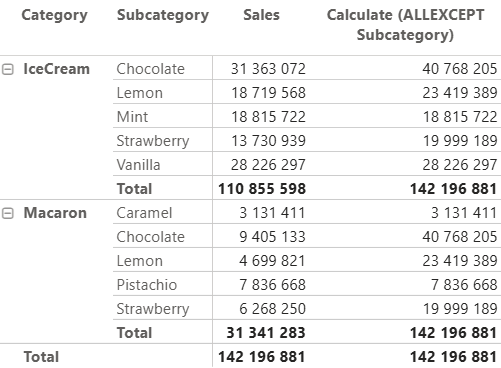 Category Subcategory Sales Calculate (ALLEXCEPT
Subcategory)
IceCream Chocolate 31 363 072 40 768 205
Lemon 18 719 568 23 419 389
Mint 18 815 722 18 815 722
Strawberry 13 730 939 19 999 189
Vanilla 28 226 297 28 226 297
Total 110 855 598 142 196 881
Macaron Caramel 3 131 411 3 131 411
Chocolate 9 405 133 40 768 205
Lemon 4 699 821 23 419 389
Pistachio 7 836 668 7 836 668
Strawberry 6 268 250 19 999 189
Total 31 341 283 142 196 881
Total 142 196 881 142 196 881